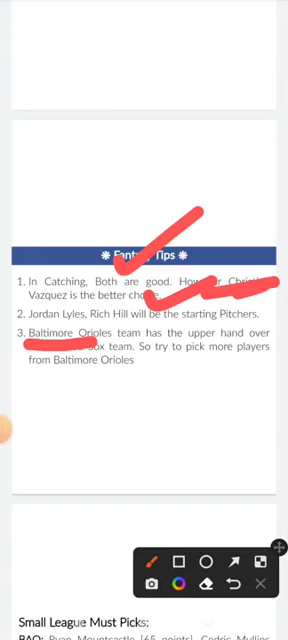 ❋ Fantasy Tips ❋
1. In Catching, Both are good. However Christian
Vazquez is the better choice.
2. Jordan Lyles, Rich Hill will be the starting Pitchers.
3. Baltimore Orioles team has the upper hand over
sox team. So try to pick more players
from Baltimore Orioles
Small League Must Picks:
BAO: Ryan Mountcastle [65 points], Cedric Mullins